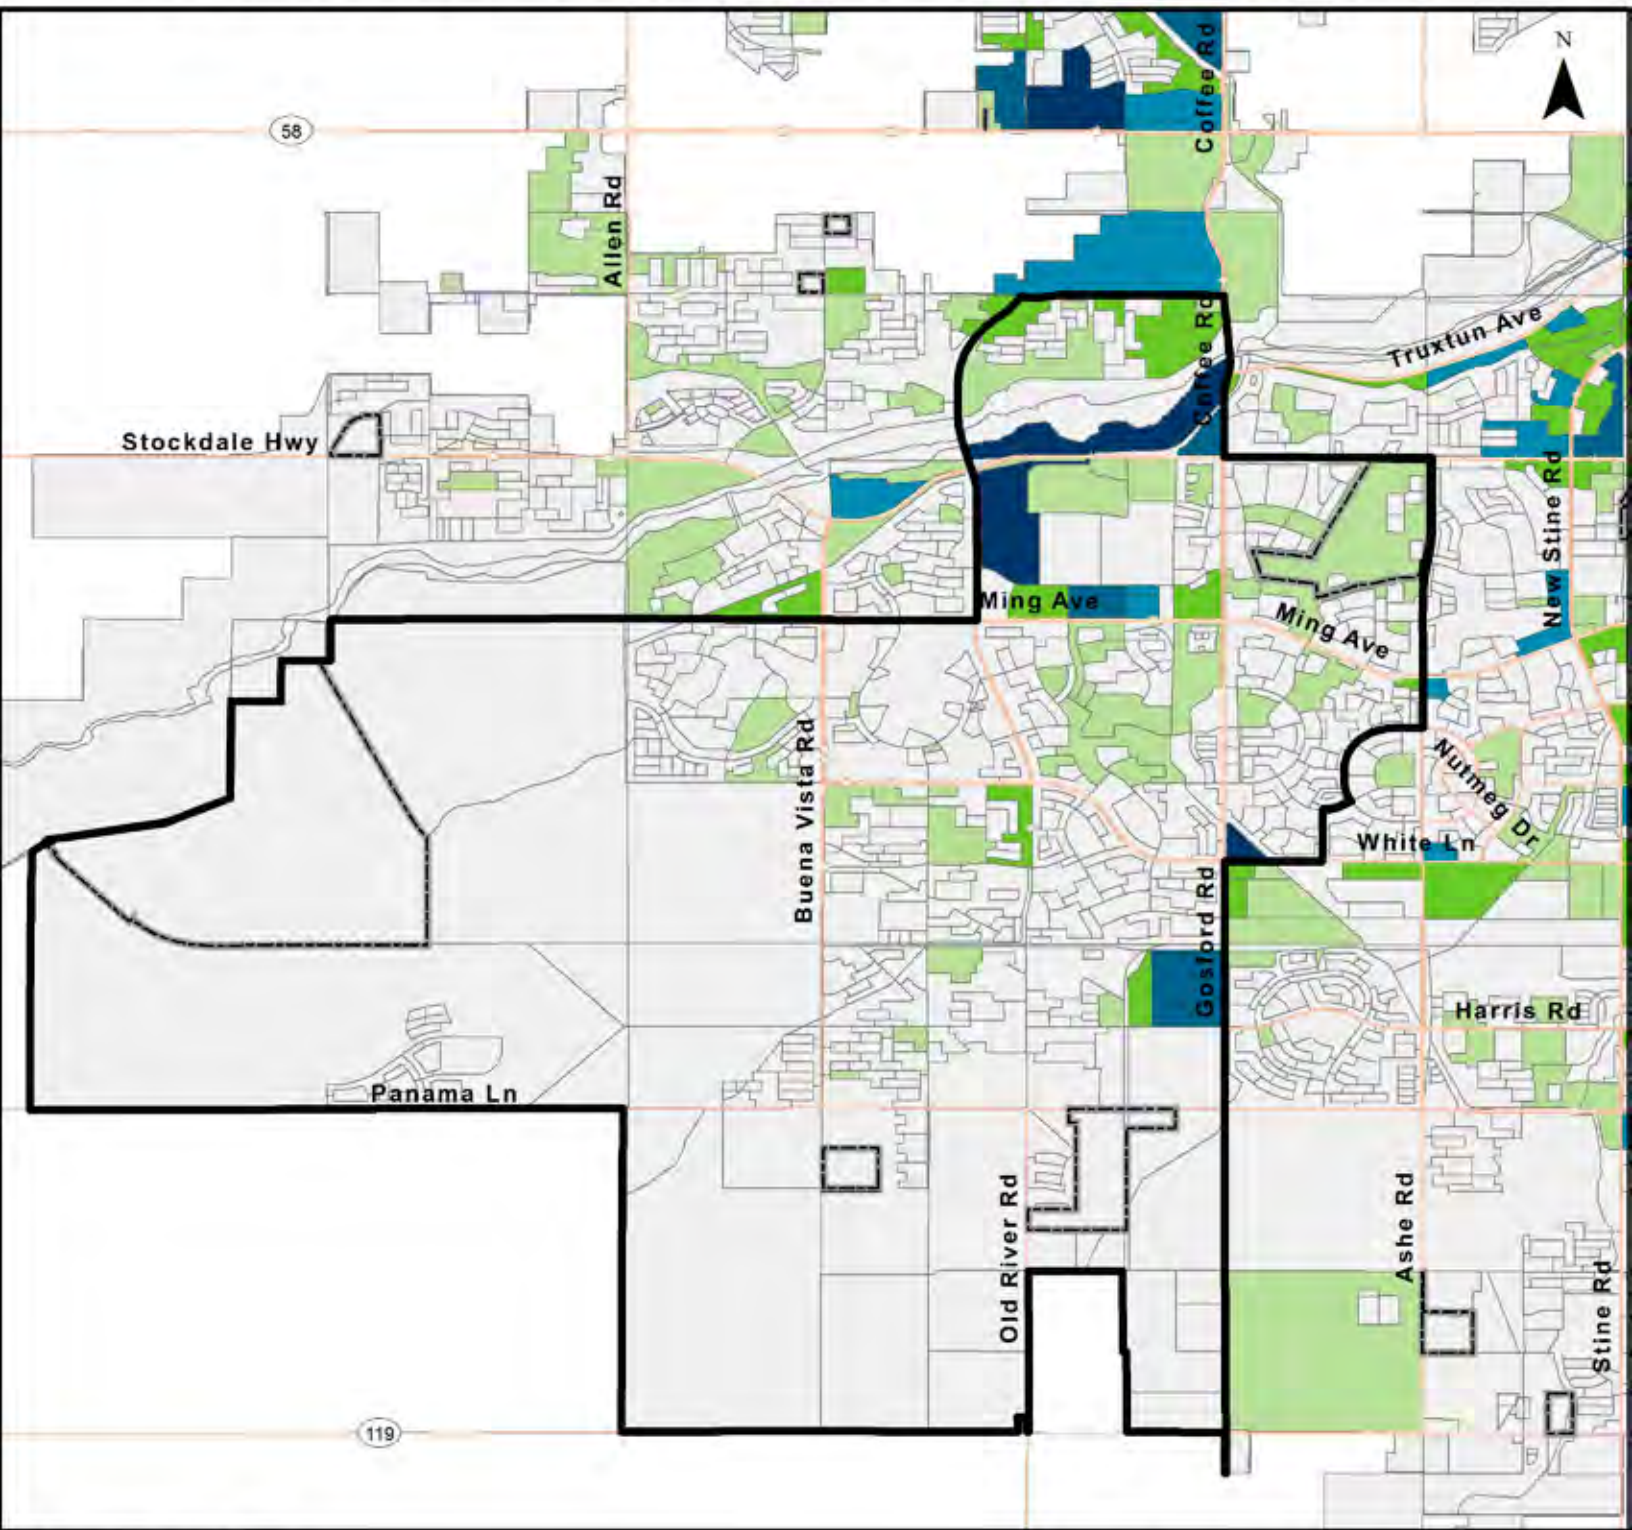 N
Coffee Rd
58
Allen Rd
Coffee Rd
Truxtun Ave
Stockdale Hwy
New Stine Rd
Ming Ave
Ming Ave
Buena Vista Rd
Nutmeg Dr
White Ln
Gosford Rd
Harris Rd
Panama Ln
Old River Rd
Ashe Rd
Stine Rd
119